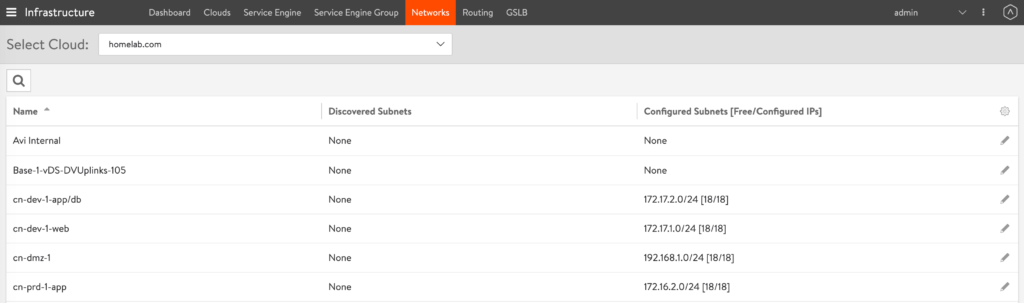 Infrastructure Dashboard Clouds Service Engine Service Engine Group Networks Routing GSLB admin
Select Cloud: homelab.com
Name Discovered Subnets Configured Subnets [Free/Configured IPs]
Avi Internal None None
Base-1-vDS-DVUplinks-105 None None
cn-dev-1-app/db None 172.17.2.0/24 [18/18]
cn-dev-1-web None 172.17.1.0/24 [18/18]
cn-dmz-1 None 192.168.1.0/24 [18/18]
cn-prd-1-app None 172.16.2.0/24 [18/18]